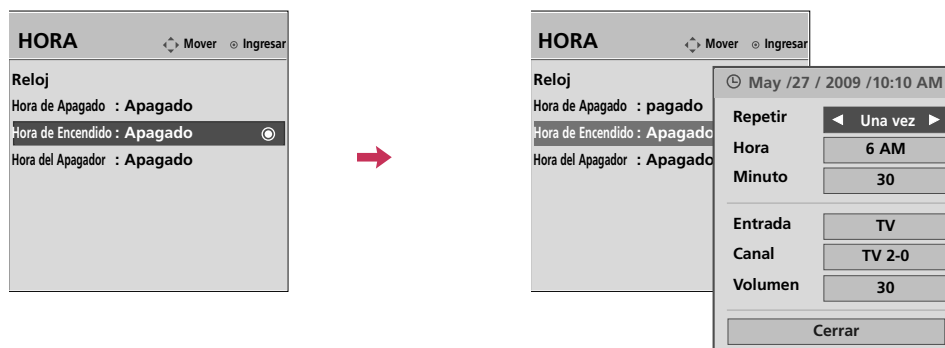 HORA Mover Ingresar
Reloj
Hora de Apagado : Apagado
Hora de Encendido : Apagado
Hora del Apagador : Apagado
HORA Mover Ingresar
Reloj
Hora de Apagado : pagado
Hora de Encendido : Apagado
Hora del Apagador : Apagado
May /27 / 2009 /10:10 AM
Repetir ◀ Una vez ▶
Hora 6 AM
Minuto 30
Entrada TV
Canal TV 2-0
Volumen 30
Cerrar